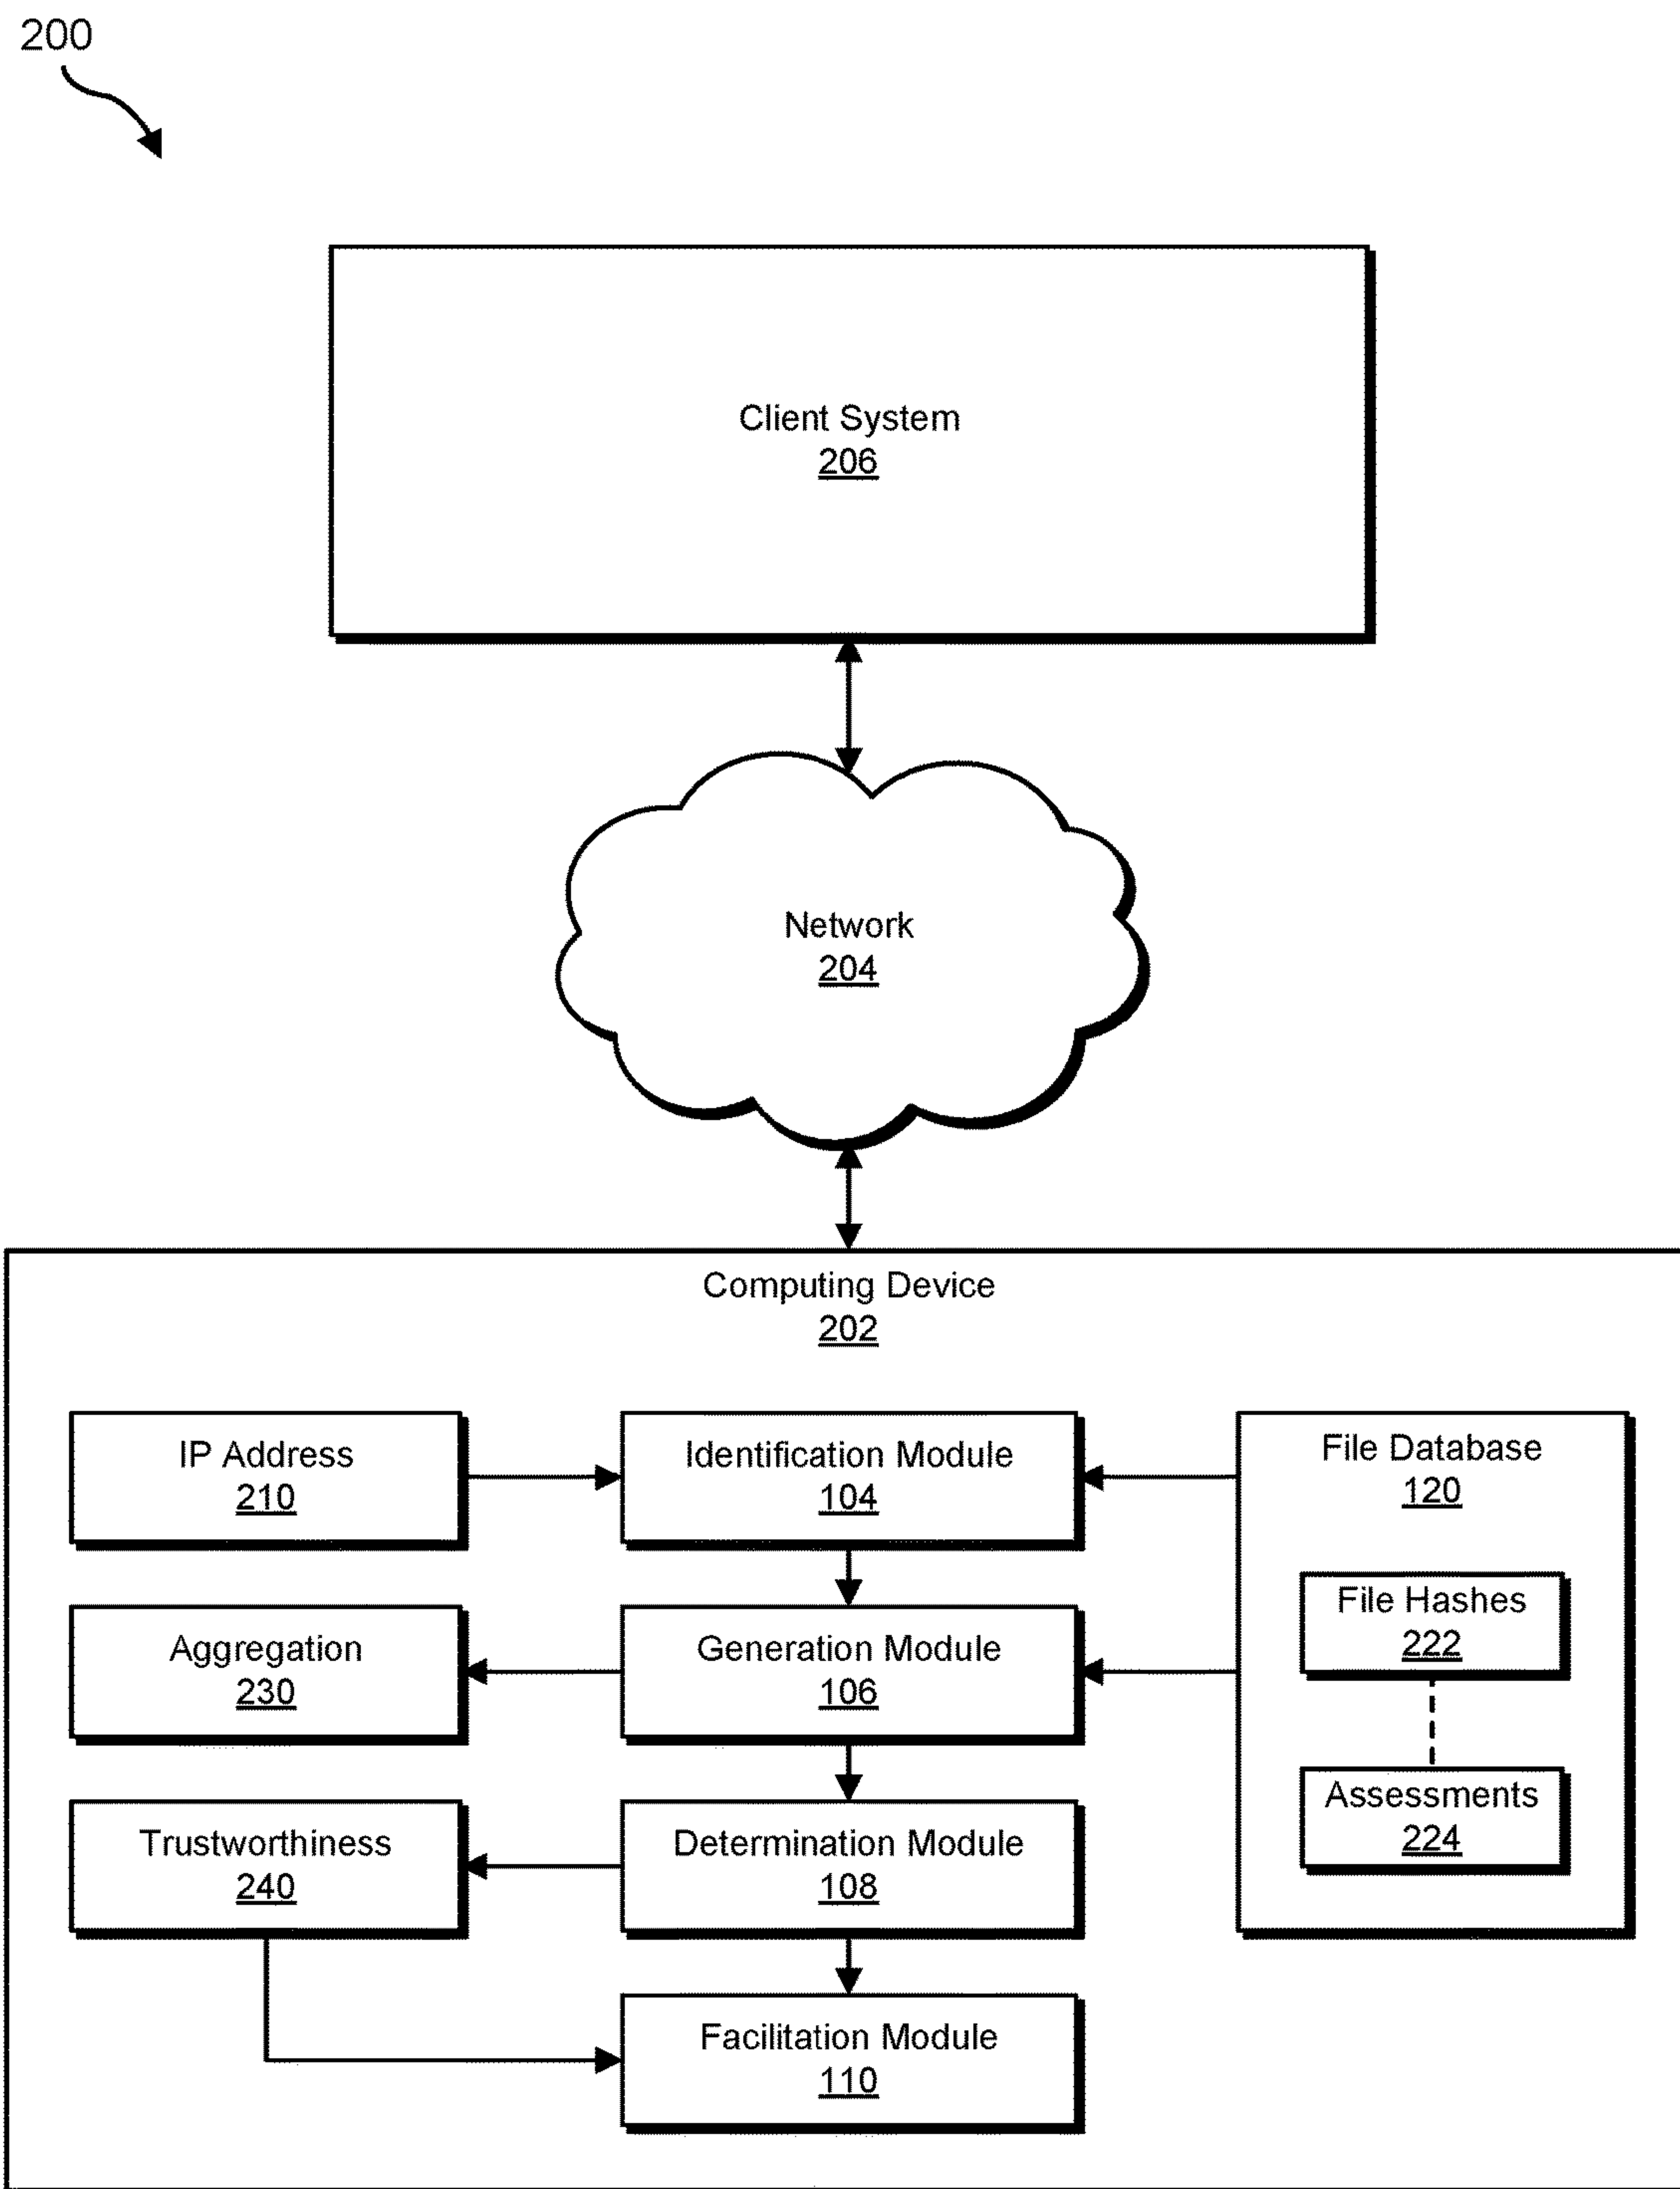 200
Client System
206
Network
204
Computing Device
202
IP Address
210
Identification Module
104
File Database
120
File Hashes
222
Aggregation
230
Generation Module
106
Assessments
224
Trustworthiness
240
Determination Module
108
Facilitation Module
110